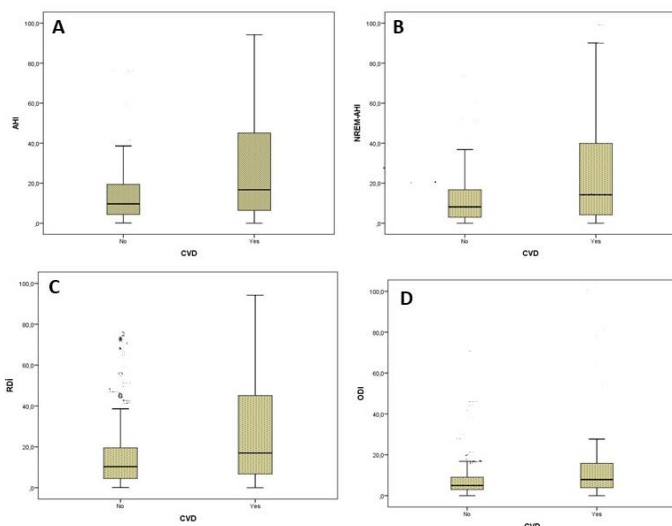 A
100,0
80,0
60,0
40,0
20,0
,0
AHI
No
Yes
CVD
B
100,0
80,0
60,0
40,0
20,0
,0
NREM-AHI
No
Yes
CVD
C
100,0
80,0
60,0
40,0
20,0
,0
RDİ
No
Yes
CVD
D
100,0
80,0
60,0
40,0
20,0
,0
ODI
No
Yes
CVD